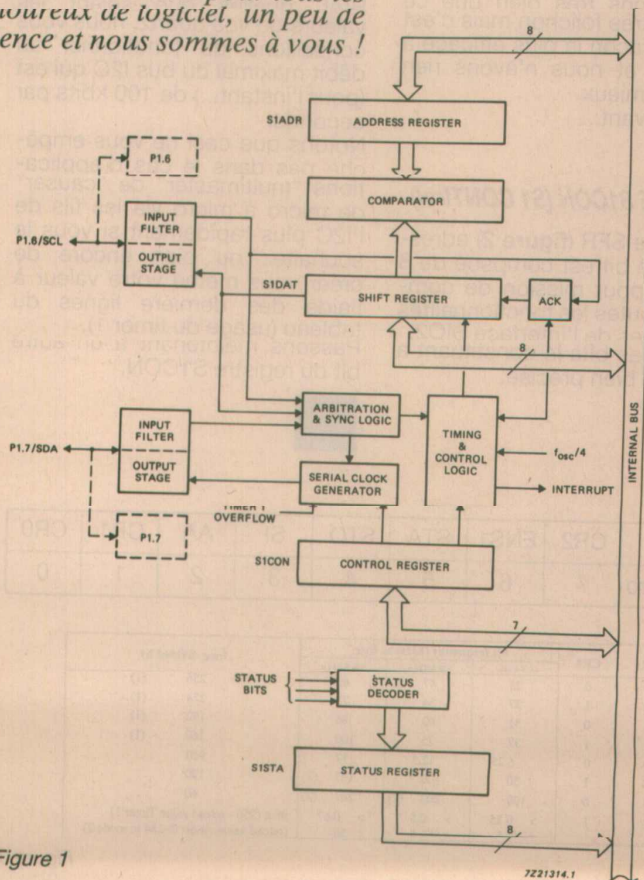 oureux de logiciel, un peu de
ence et nous sommes à vous !
8
S1ADR
ADDRESS REGISTER
P1.6
COMPARATOR
P1.6/SCL
INPUT
FILTER
OUTPUT
STAGE
S1DAT
SHIFT REGISTER
ACK
8
ARBITRATION
& SYNC LOGIC
P1.7/SDA
INPUT
FILTER
OUTPUT
STAGE
TIMING
&
CONTROL
LOGIC
fosc/4
INTERRUPT
INTERNAL BUS
SERIAL CLOCK
GENERATOR
TIMER 1
OVERFLOW
P1.7
S1CON
CONTROL REGISTER
7
STATUS
BITS
STATUS
DECODER
S1STA
STATUS REGISTER
8
Figure 1
7Z21314.1